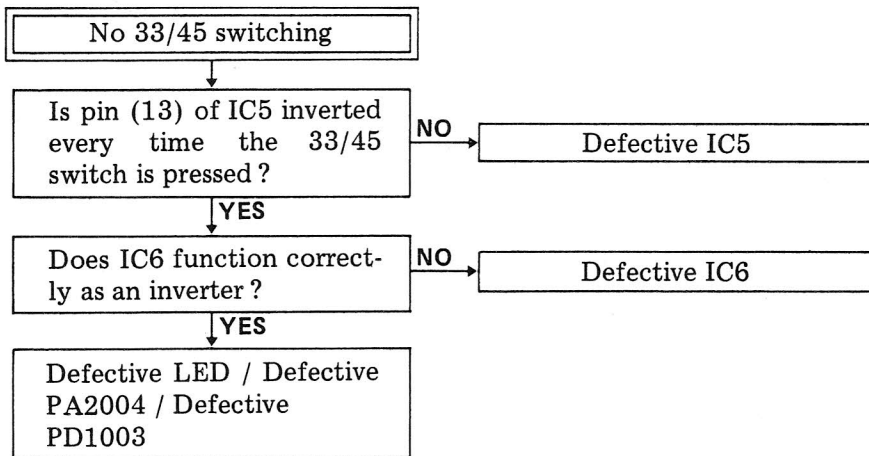 No 33/45 switching
Is pin (13) of IC5 inverted
every time the 33/45
switch is pressed?
NO
Defective IC5
YES
Does IC6 function correct-
ly as an inverter?
NO
Defective IC6
YES
Defective LED / Defective
PA2004 / Defective
PD1003